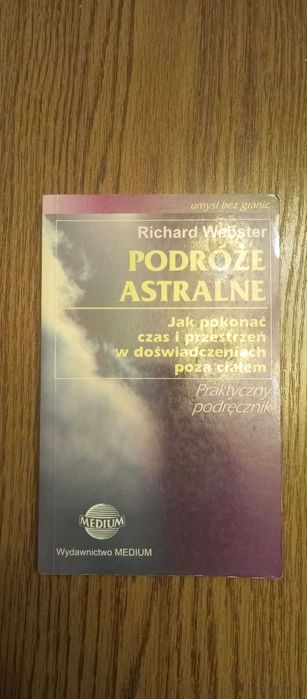 umysł bez granic
Richard Webster
PODRÓŻE
ASTRALNE
Jak pokonać
czas i przestrzeń
w doświadczeniach
poza ciałem
Praktyczny
podręcznik
MEDIUM
Wydawnictwo MEDIUM